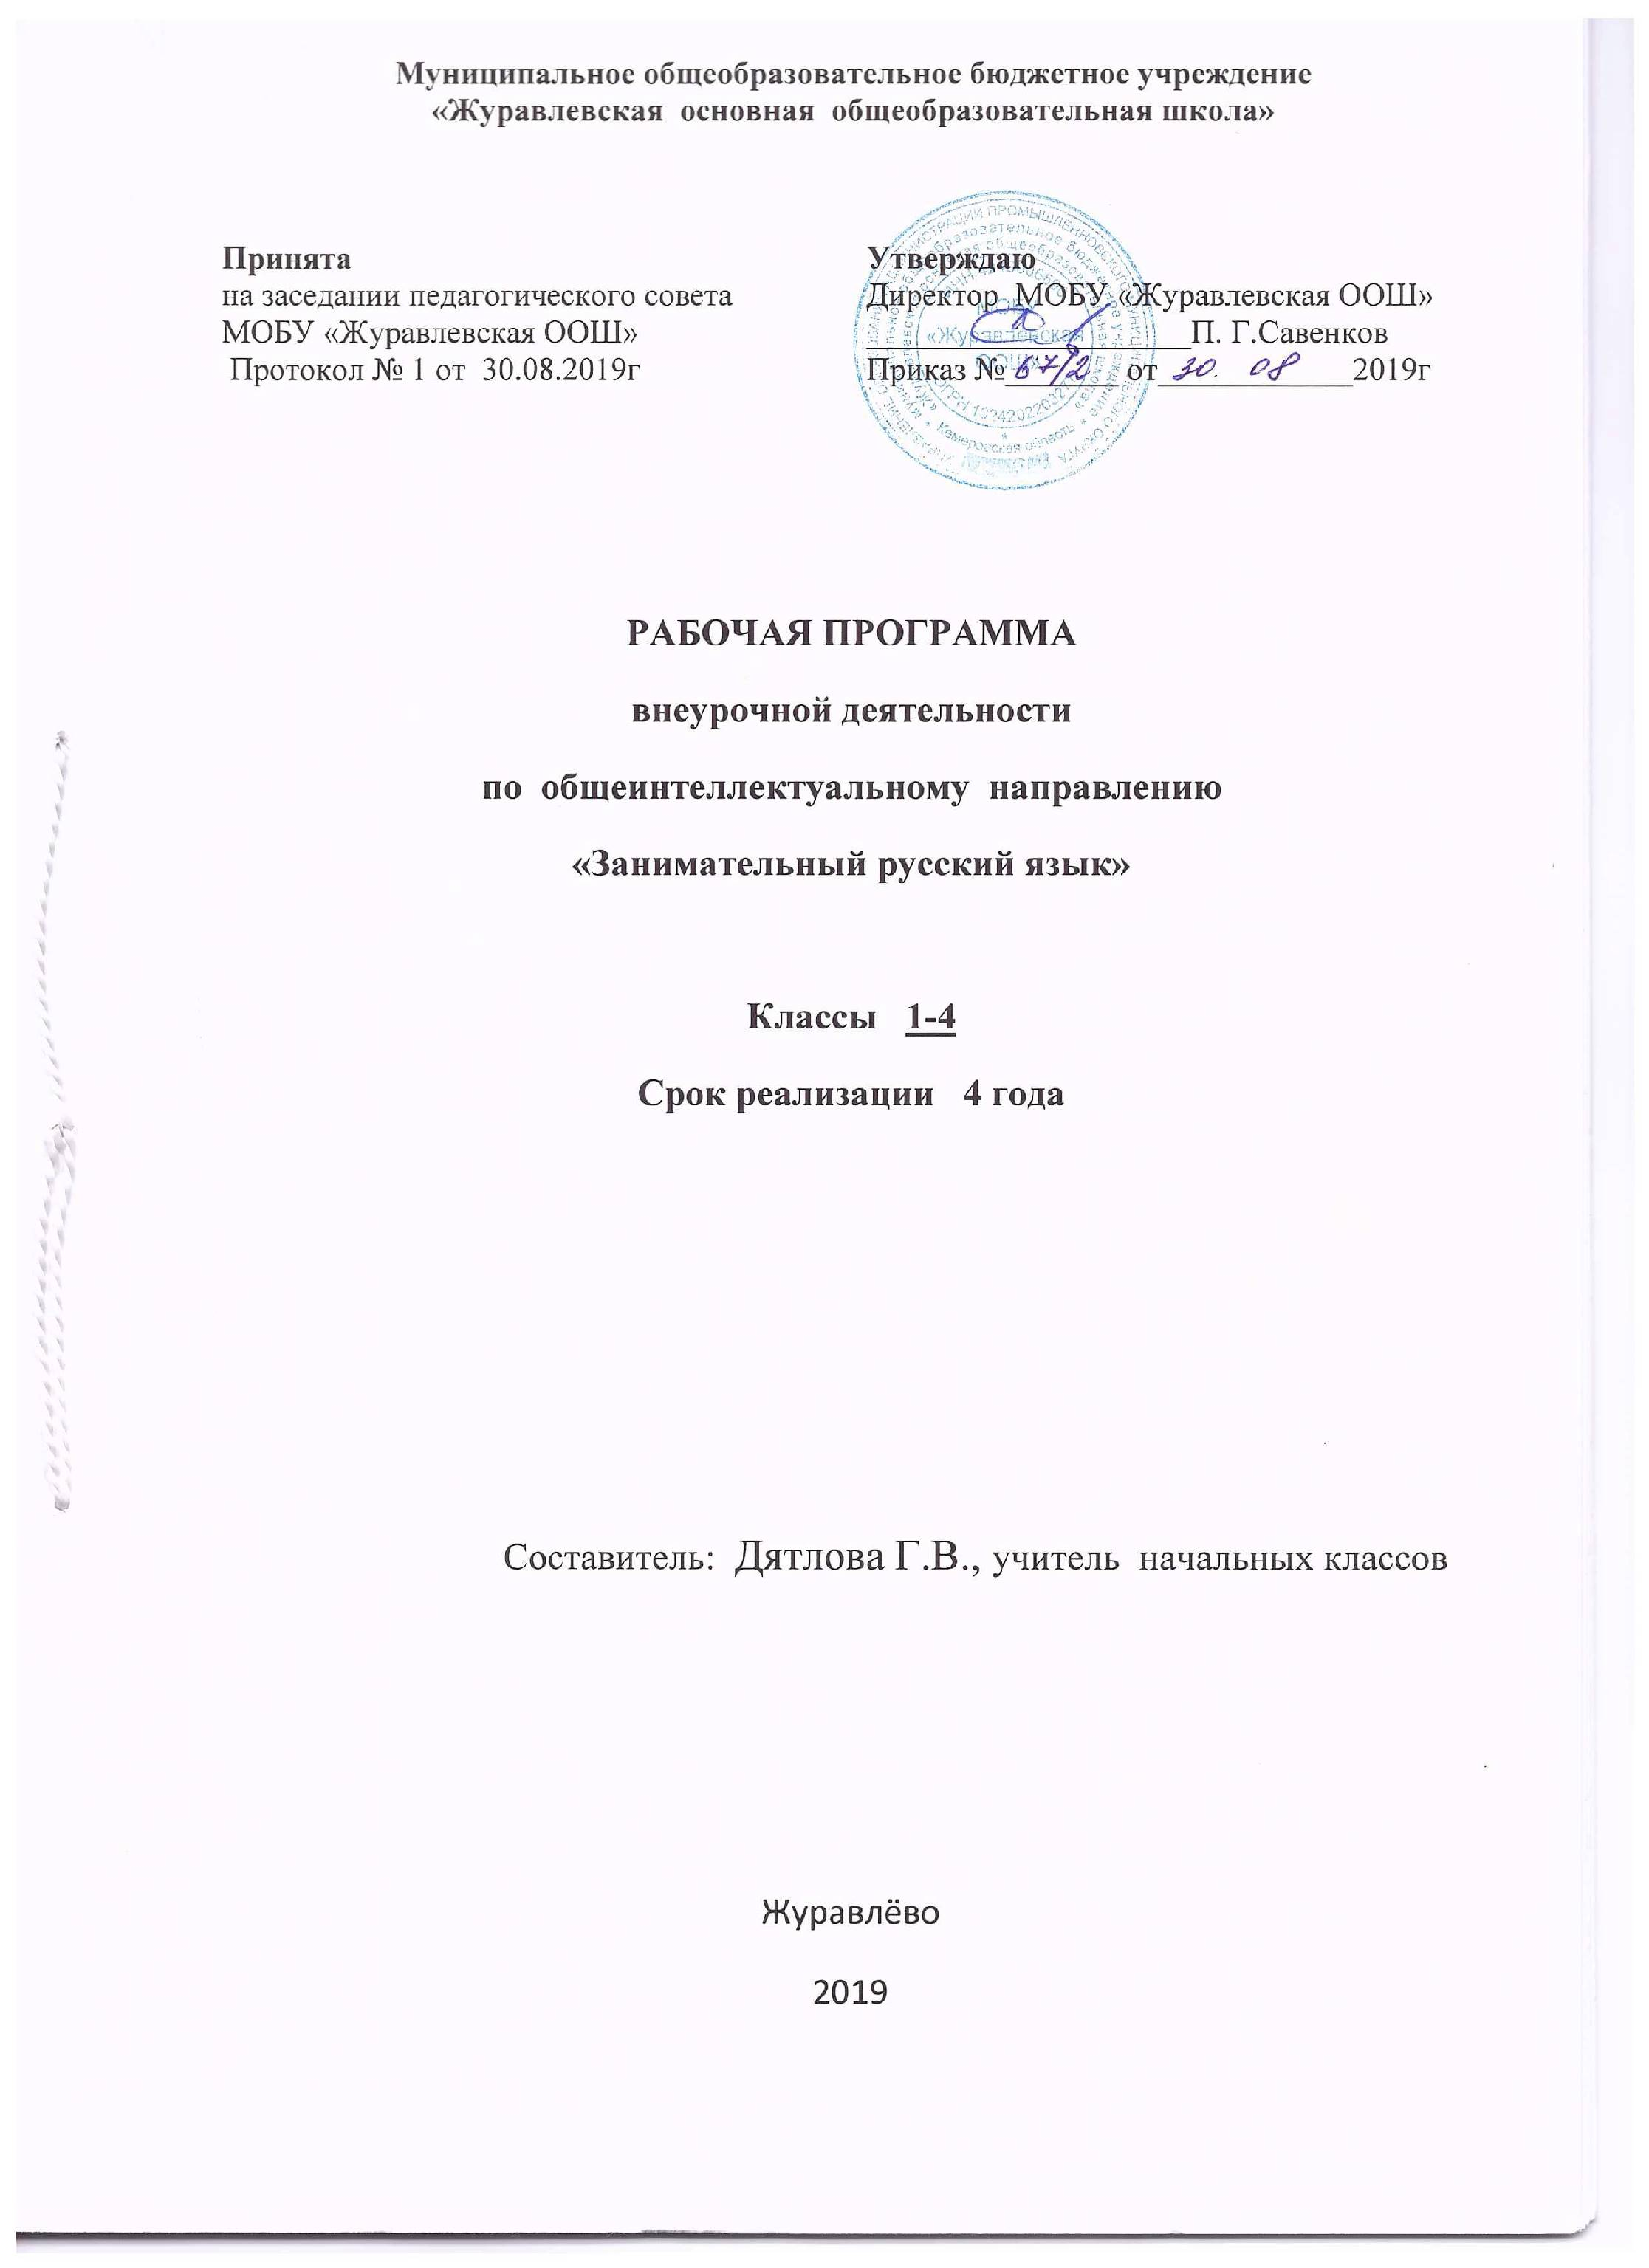 Муниципальное общеобразовательное бюджетное учреждение
«Журавлевская основная общеобразовательная школа»
Принята
на заседании педагогического совета
МОБУ «Журавлевская ООШ»
Протокол № 1 от 30.08.2019г
Утверждаю
Директор МОБУ «Журавлевская ООШ»
П. Г.Савенков
Приказ № 67/2 от 30. 08 2019г
«Журавлевская
Кемеровская область
РАБОЧАЯ ПРОГРАММА
внеурочной деятельности
по общеинтеллектуальному направлению
«Занимательный русский язык»
Классы 1-4
Срок реализации 4 года
Составитель: Дятлова Г.В., учитель начальных классов
Журавлёво
2019